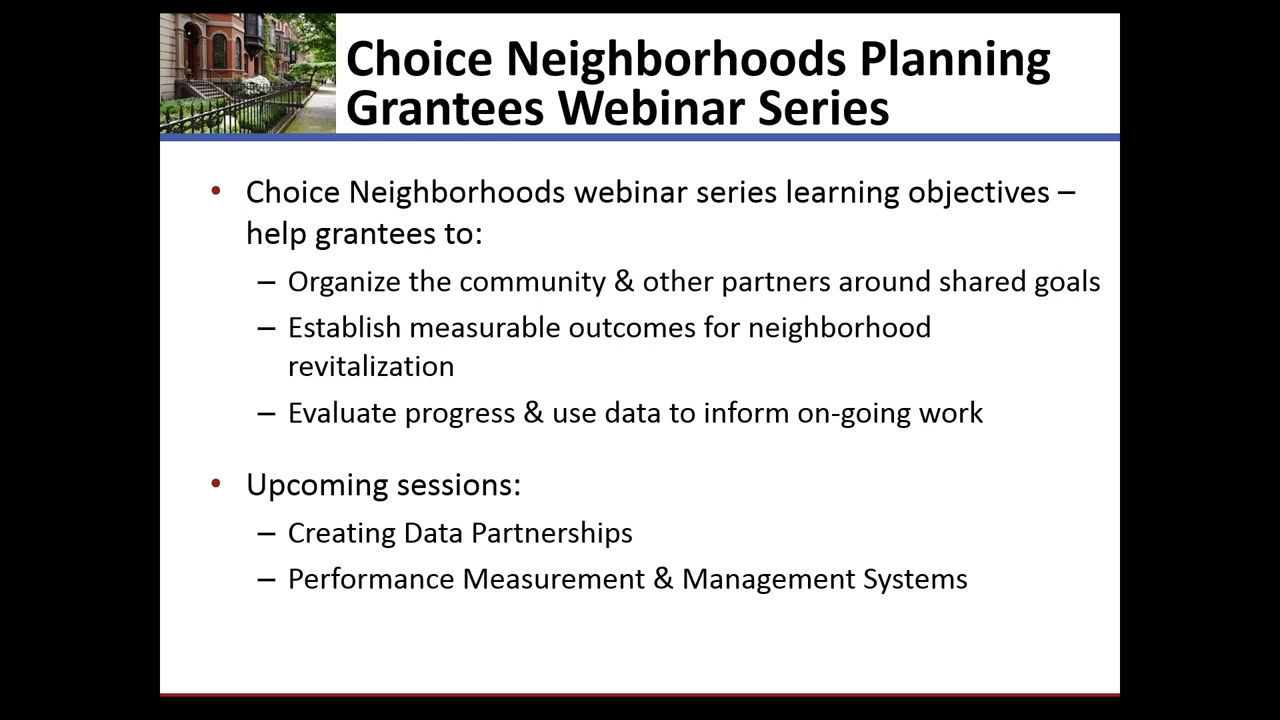 Choice Neighborhoods Planning
Grantees Webinar Series
• Choice Neighborhoods webinar series learning objectives –
help grantees to:
– Organize the community & other partners around shared goals
– Establish measurable outcomes for neighborhood
revitalization
– Evaluate progress & use data to inform on-going work
• Upcoming sessions:
– Creating Data Partnerships
– Performance Measurement & Management Systems